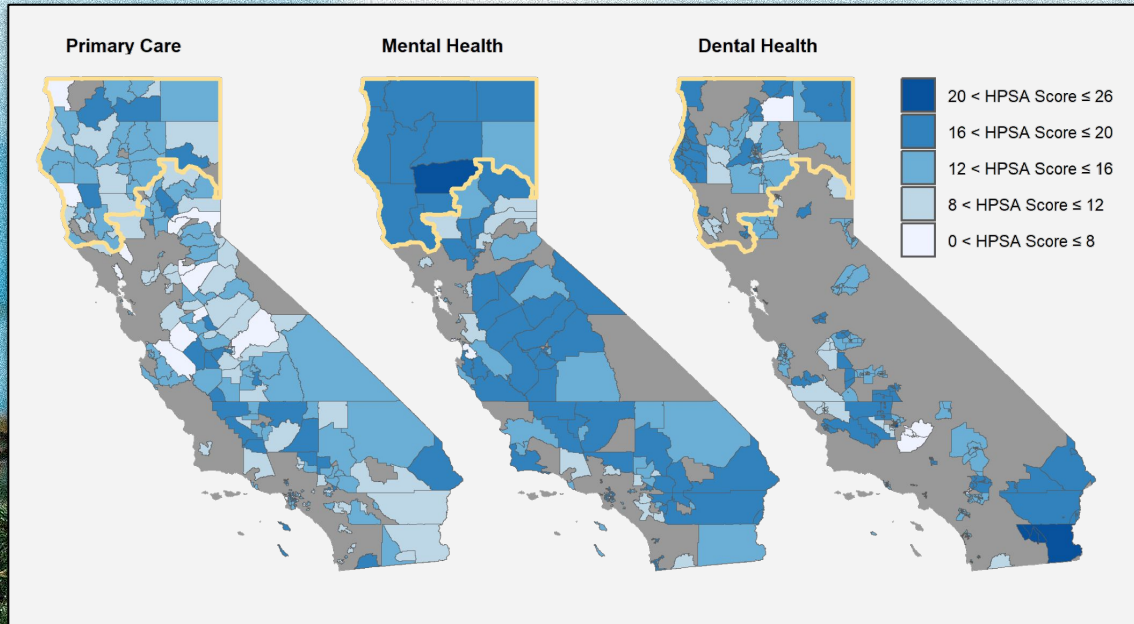 Primary Care
Mental Health
Dental Health
20 < HPSA Score ≤ 26
16 < HPSA Score ≤ 20
12 < HPSA Score ≤ 16
8 < HPSA Score ≤ 12
0 < HPSA Score ≤ 8